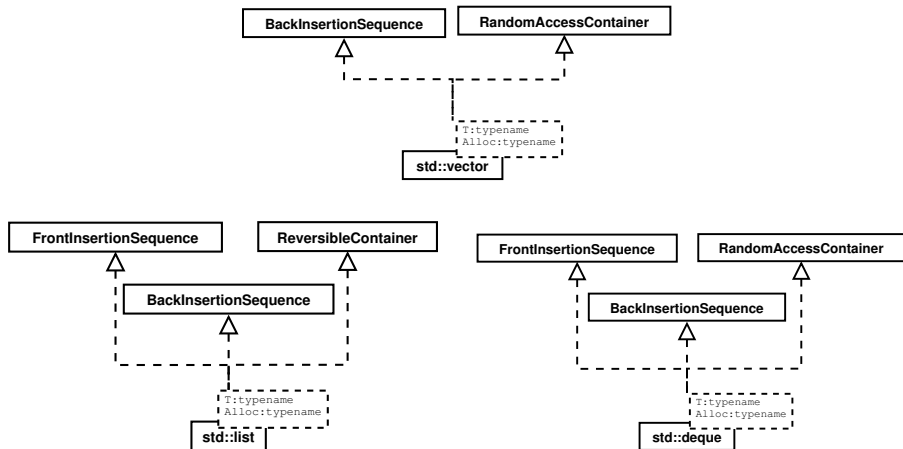 BackInsertionSequence
RandomAccessContainer
T:typename
Alloc:typename
std::vector
FrontInsertionSequence
ReversibleContainer
BackInsertionSequence
T:typename
Alloc:typename
std::list
FrontInsertionSequence
RandomAccessContainer
BackInsertionSequence
T:typename
Alloc:typename
std::deque